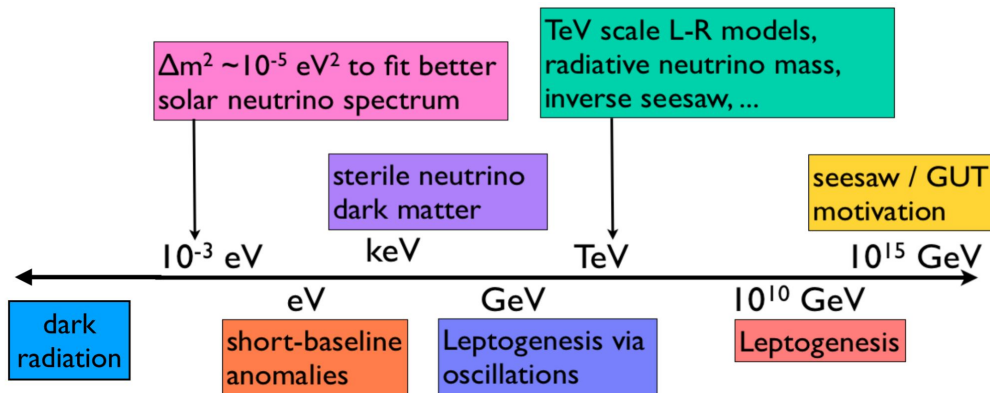 Δm² ~10⁻⁵ eV² to fit better
solar neutrino spectrum
TeV scale L-R models,
radiative neutrino mass,
inverse seesaw, ...
sterile neutrino
dark matter
seesaw / GUT
motivation
10⁻³ eV
keV
TeV
10¹⁵ GeV
eV
GeV
10¹⁰ GeV
dark
radiation
short-baseline
anomalies
Leptogenesis via
oscillations
Leptogenesis